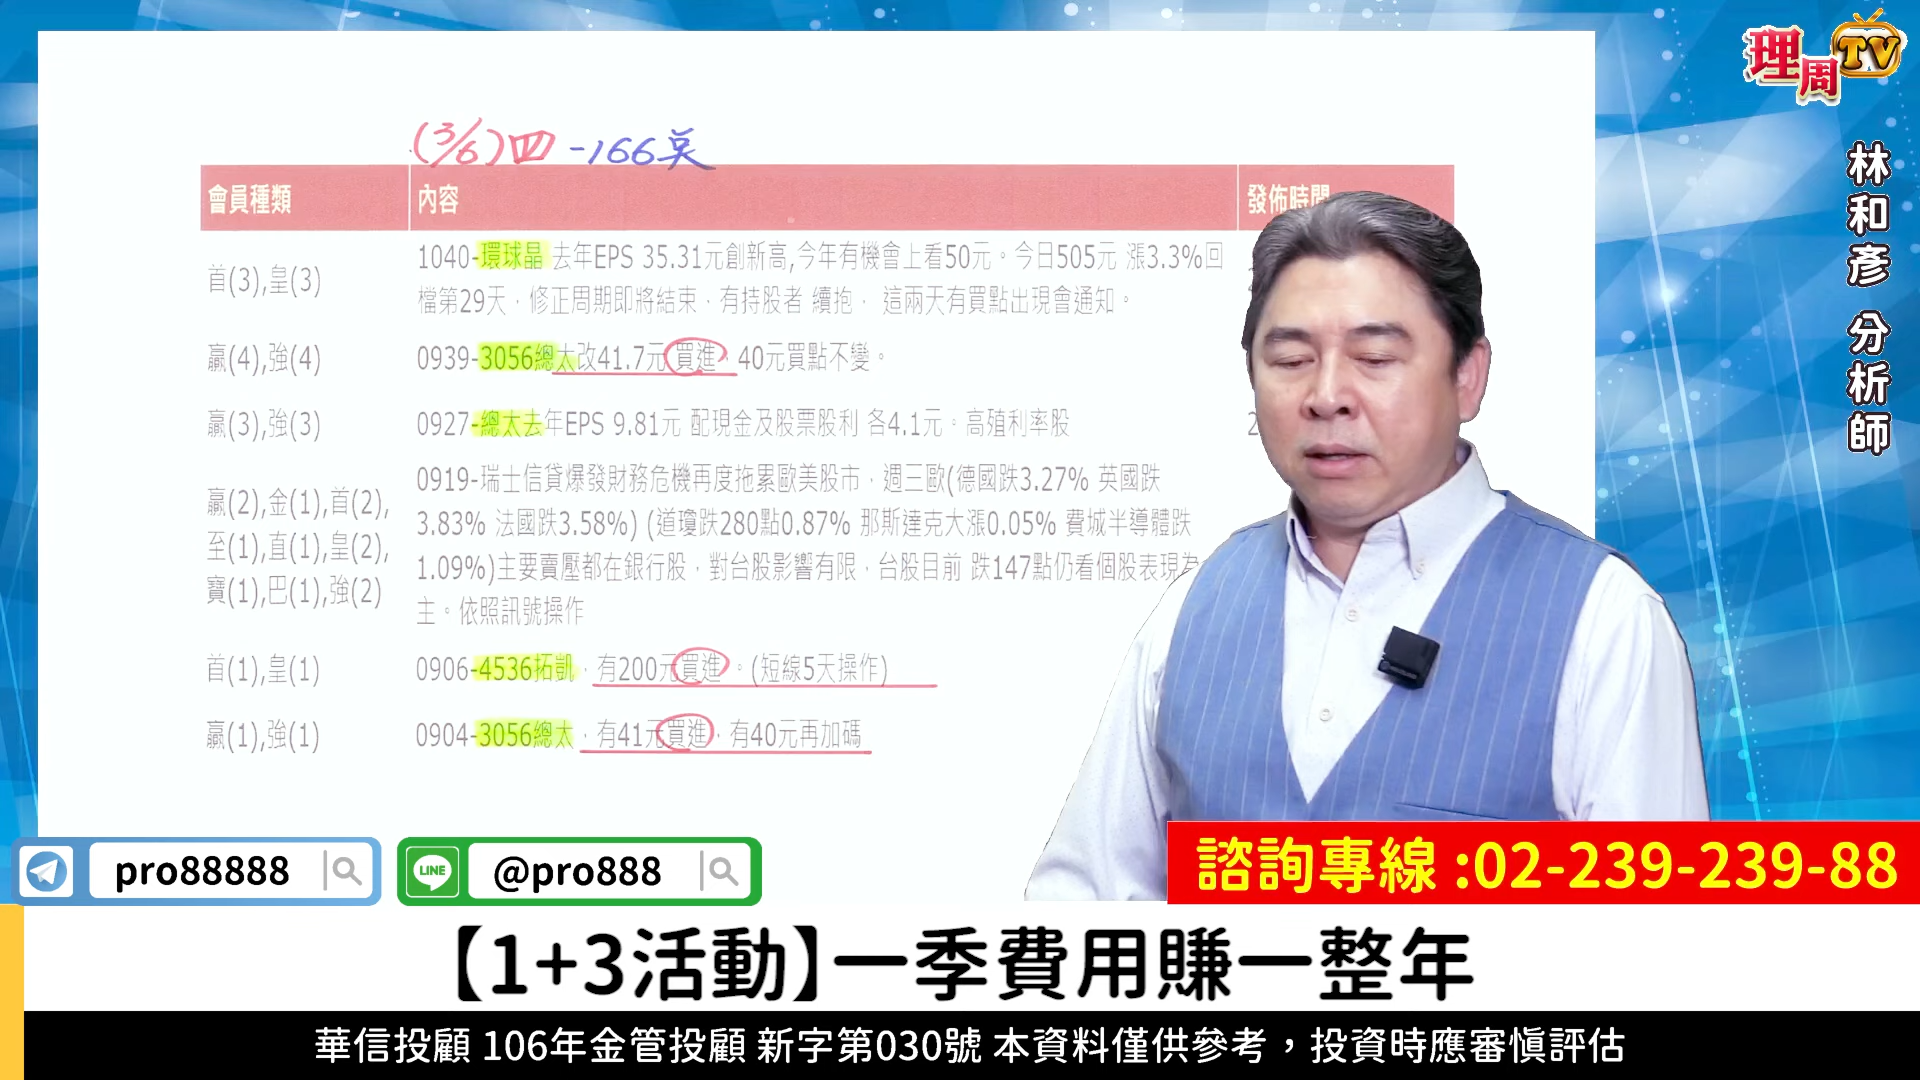 理周TV
林和彥 分析師
(3/6)四 -166
會員種類 內容 發佈時間
首(3),皇(3)
1040-環球晶 去年EPS 35.31元創新高,今年有機會上看50元。今日505元 漲3.3%回
檔第29天，修正周期即將結束，有持股者 續抱， 這兩天有買點出現會通知。
贏(4),強(4) 0939-3056總太改41.7元 買進，40元買點不變。
贏(3),強(3) 0927-總太去年EPS 9.81元 配現金及股票股利 各4.1元。高殖利率股 2
贏(2),金(1),首(2),
至(1),直(1),皇(2),
寶(1),巴(1),強(2)
0919-瑞士信貸爆發財務危機再度拖累歐美股市，週三歐(德國跌3.27% 英國跌
3.83% 法國跌3.58%) (道瓊跌280點0.87% 那斯達克大漲0.05% 費城半導體跌
1.09%)主要賣壓都在銀行股，對台股影響有限，台股目前 跌147點仍看個股表現為
主。依照訊號操作
首(1),皇(1) 0906-4536拓凱，有200元買進。(短線5天操作)
贏(1),強(1) 0904-3056總太，有41元買進，有40元再加碼
pro88888
LINE @pro888
諮詢專線 :02-239-239-88
【1+3活動】一季費用賺一整年
華信投顧 106年金管投顧 新字第030號 本資料僅供參考，投資時應審慎評估